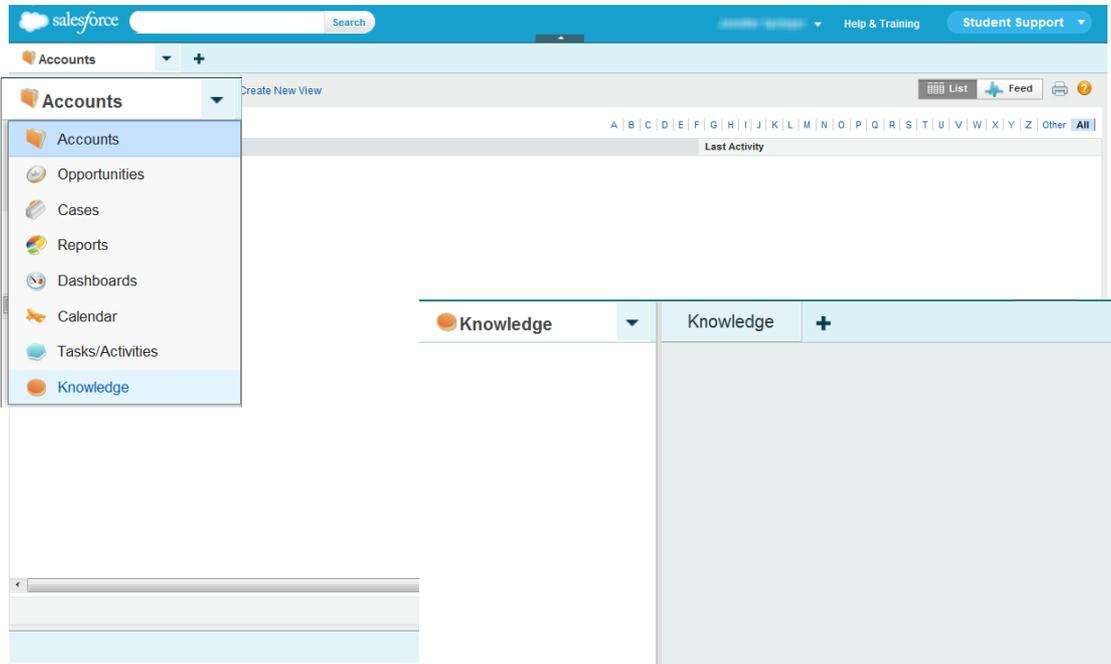 salesforce
Search
Help & Training
Student Support
Accounts
Accounts
Create New View
List
Feed
A | B | C | D | E | F | G | H | I | J | K | L | M | N | O | P | Q | R | S | T | U | V | W | X | Y | Z | Other | All
Last Activity
Accounts
Opportunities
Cases
Reports
Dashboards
Calendar
Tasks/Activities
Knowledge
Knowledge
Knowledge